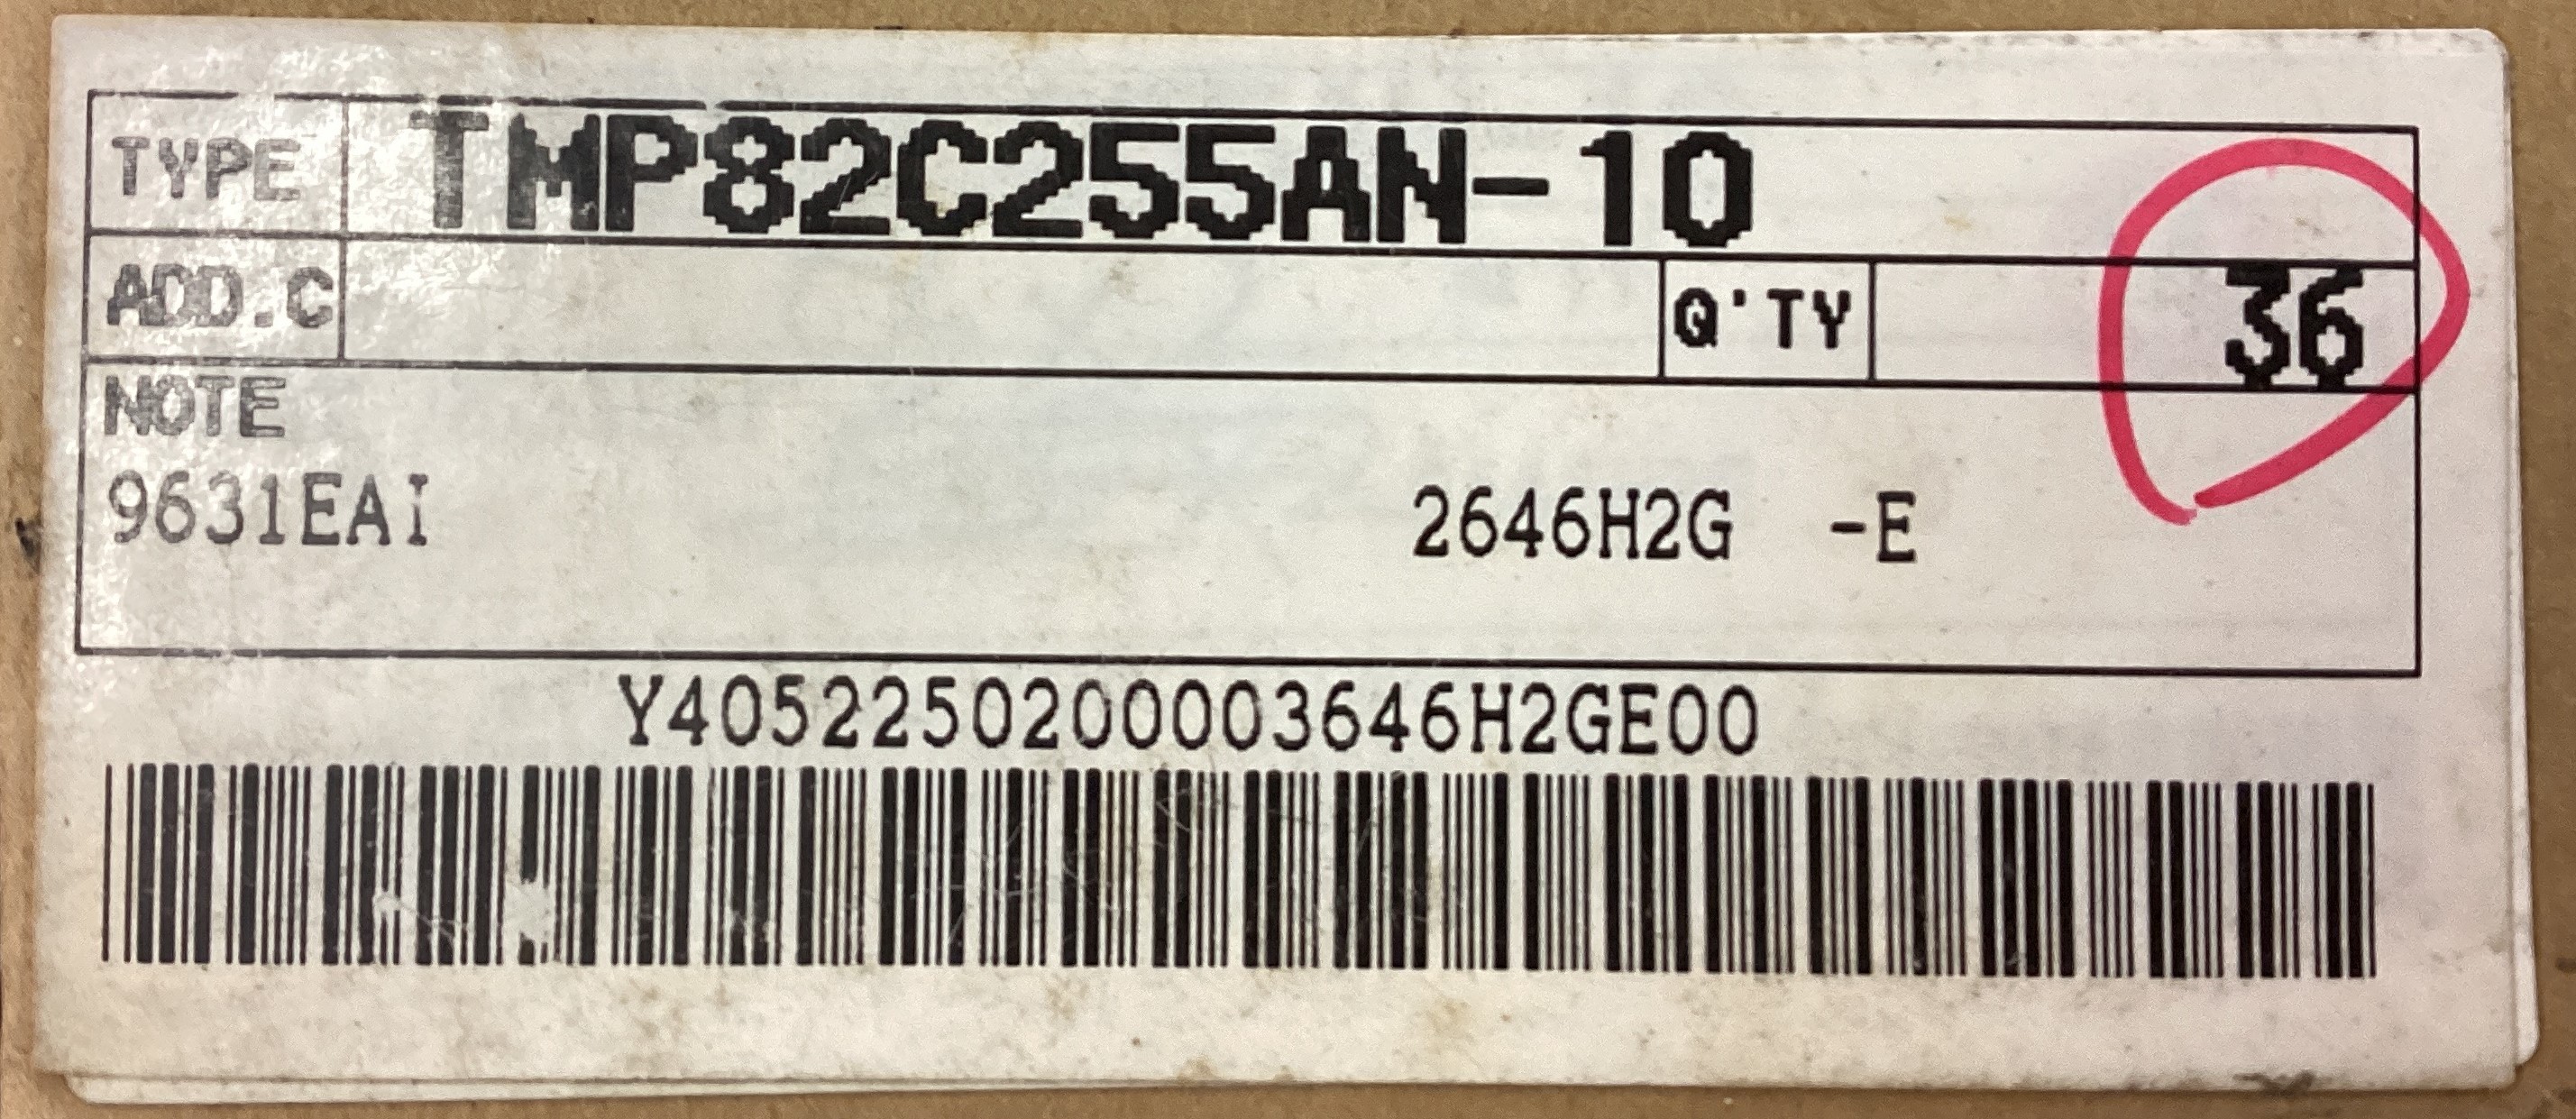 TYPE TMP82C255AN-10
ADD.C Q'TY 36
NOTE
9631EAI 2646H2G -E
Y4052250200003646H2GE00